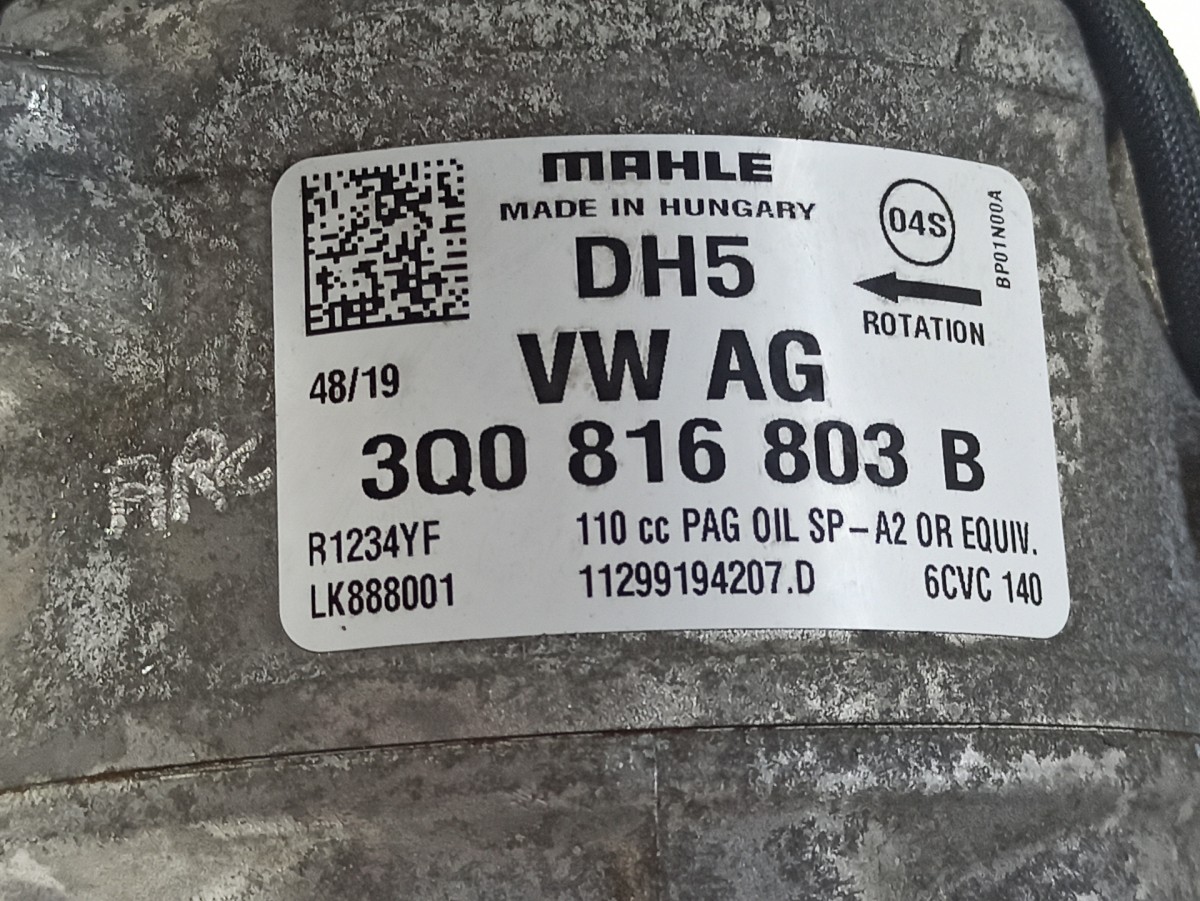 MAHLE
MADE IN HUNGARY
DH5
04S
BP01N00A
ROTATION
VW AG
48/19
3Q0 816 803 B
R1234YF
110 cc PAG OIL SP-A2 OR EQUIV.
LK888001
11299194207.D
6CVC 140